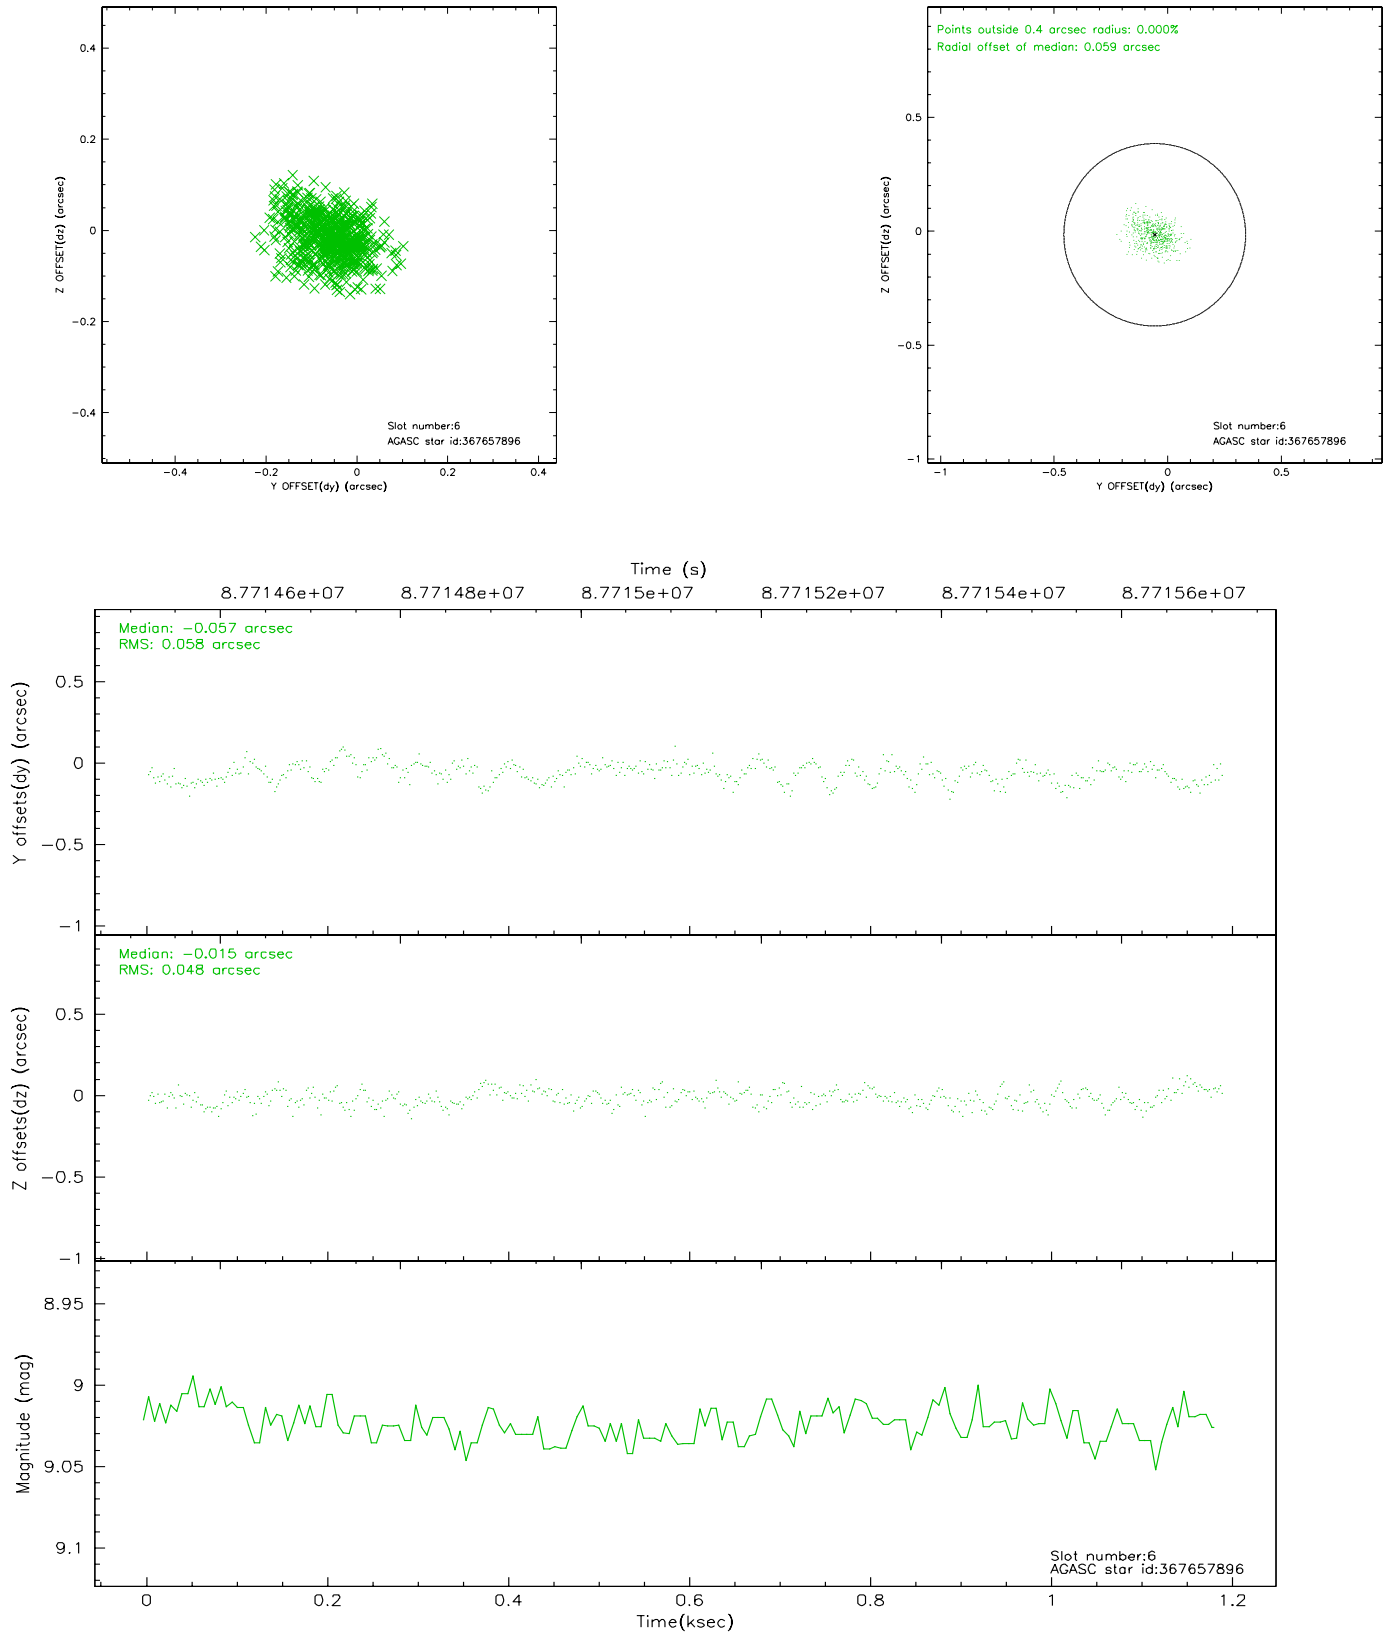 0.4
0.2
0
−0.2
−0.4
Z OFFSET(dz) (arcsec)
Slot number:6
AGASC star id:367657896
−0.4 −0.2 0 0.2 0.4
Y OFFSET(dy) (arcsec)
Points outside 0.4 arcsec radius: 0.000%
Radial offset of median: 0.059 arcsec
0.5
0
−0.5
−1
Z OFFSET(dz) (arcsec)
Slot number:6
AGASC star id:367657896
−1 −0.5 0 0.5
Y OFFSET(dy) (arcsec)
Time (s)
8.77146e+07 8.77148e+07 8.7715e+07 8.77152e+07 8.77154e+07 8.77156e+07
Median: −0.057 arcsec
RMS: 0.058 arcsec
0.5
0
−0.5
−1
Y offsets(dy) (arcsec)
Median: −0.015 arcsec
RMS: 0.048 arcsec
0.5
0
−0.5
−1
Z offsets(dz) (arcsec)
8.95
9
9.05
9.1
Magnitude (mag)
Slot number:6
AGASC star id:367657896
0 0.2 0.4 0.6 0.8 1 1.2
Time(ksec)